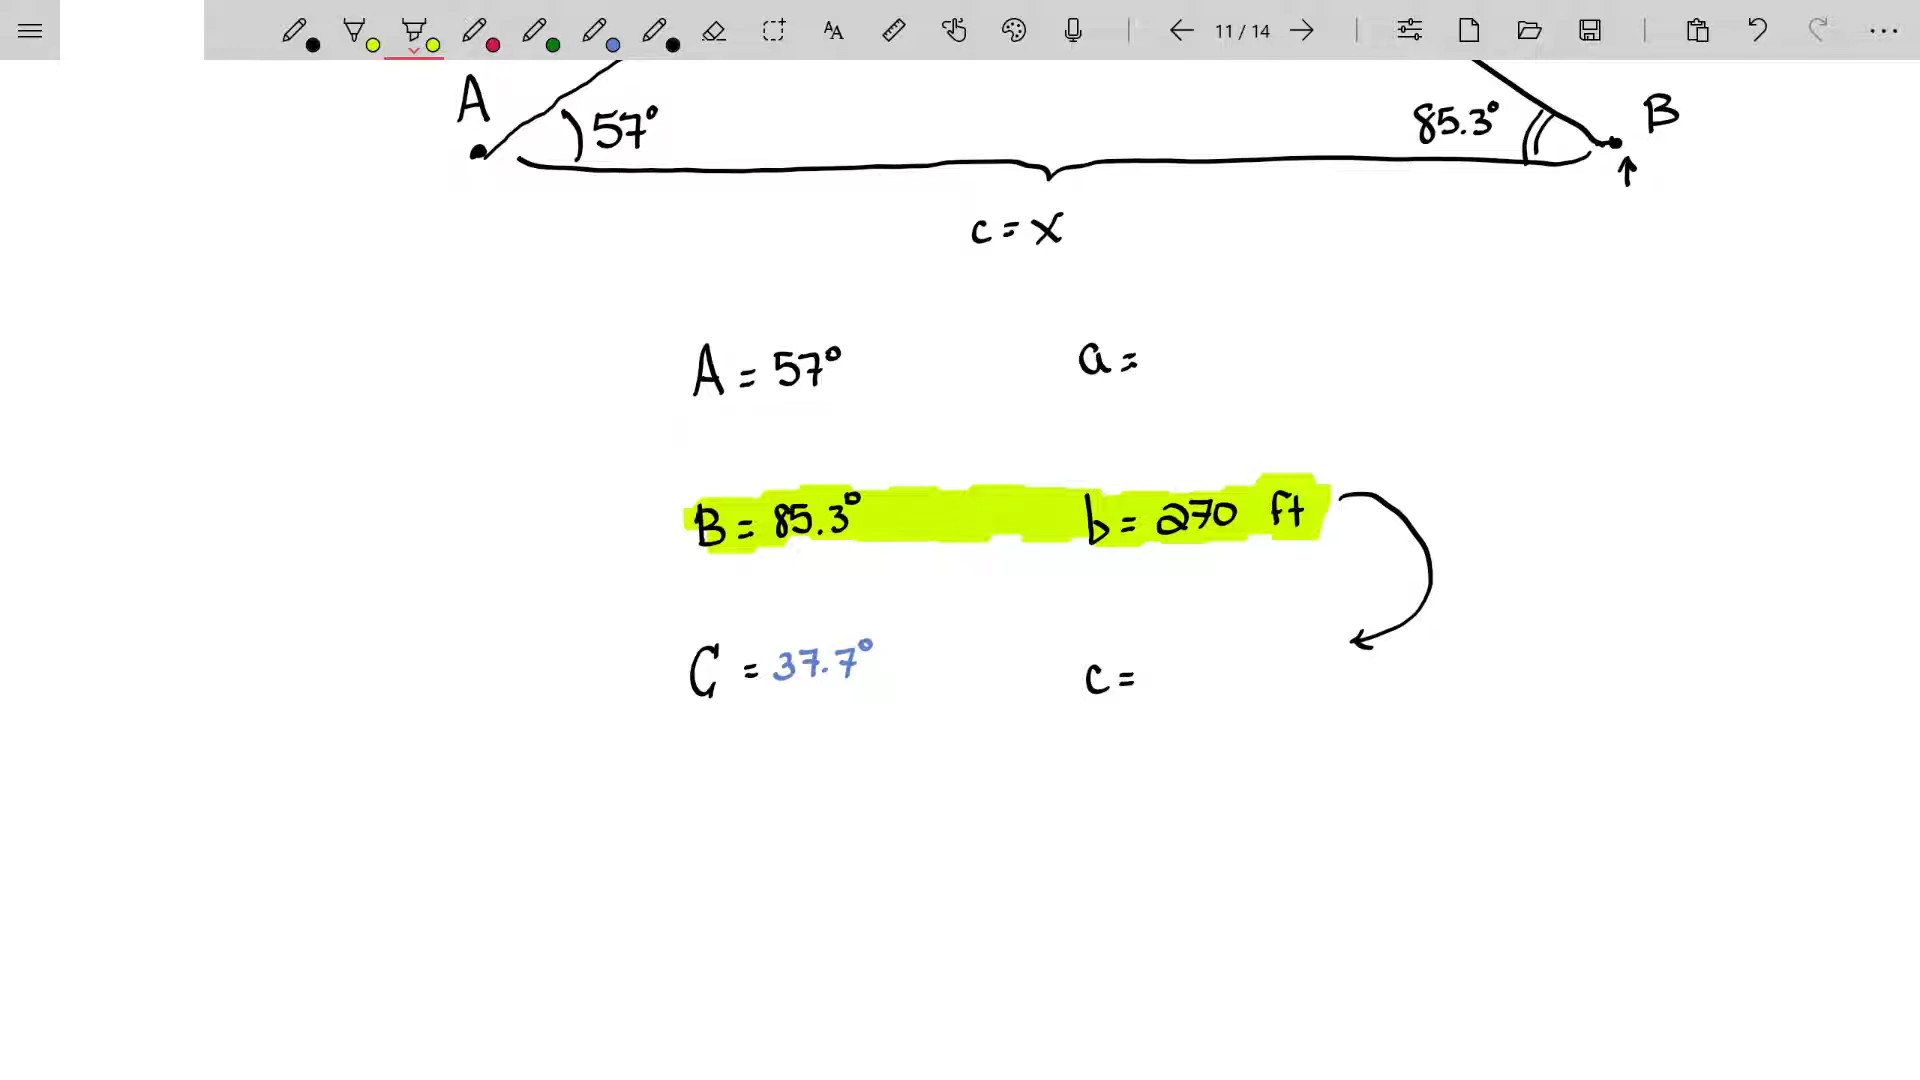 11 / 14
A
57°
85.3°
B
c = x
A = 57°
a =
B = 85.3°
b = 270 ft
C = 37.7°
c =